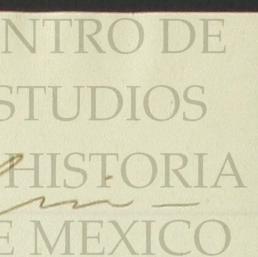 NTRO DE
STUDIOS
HISTORIA
E MEXICO